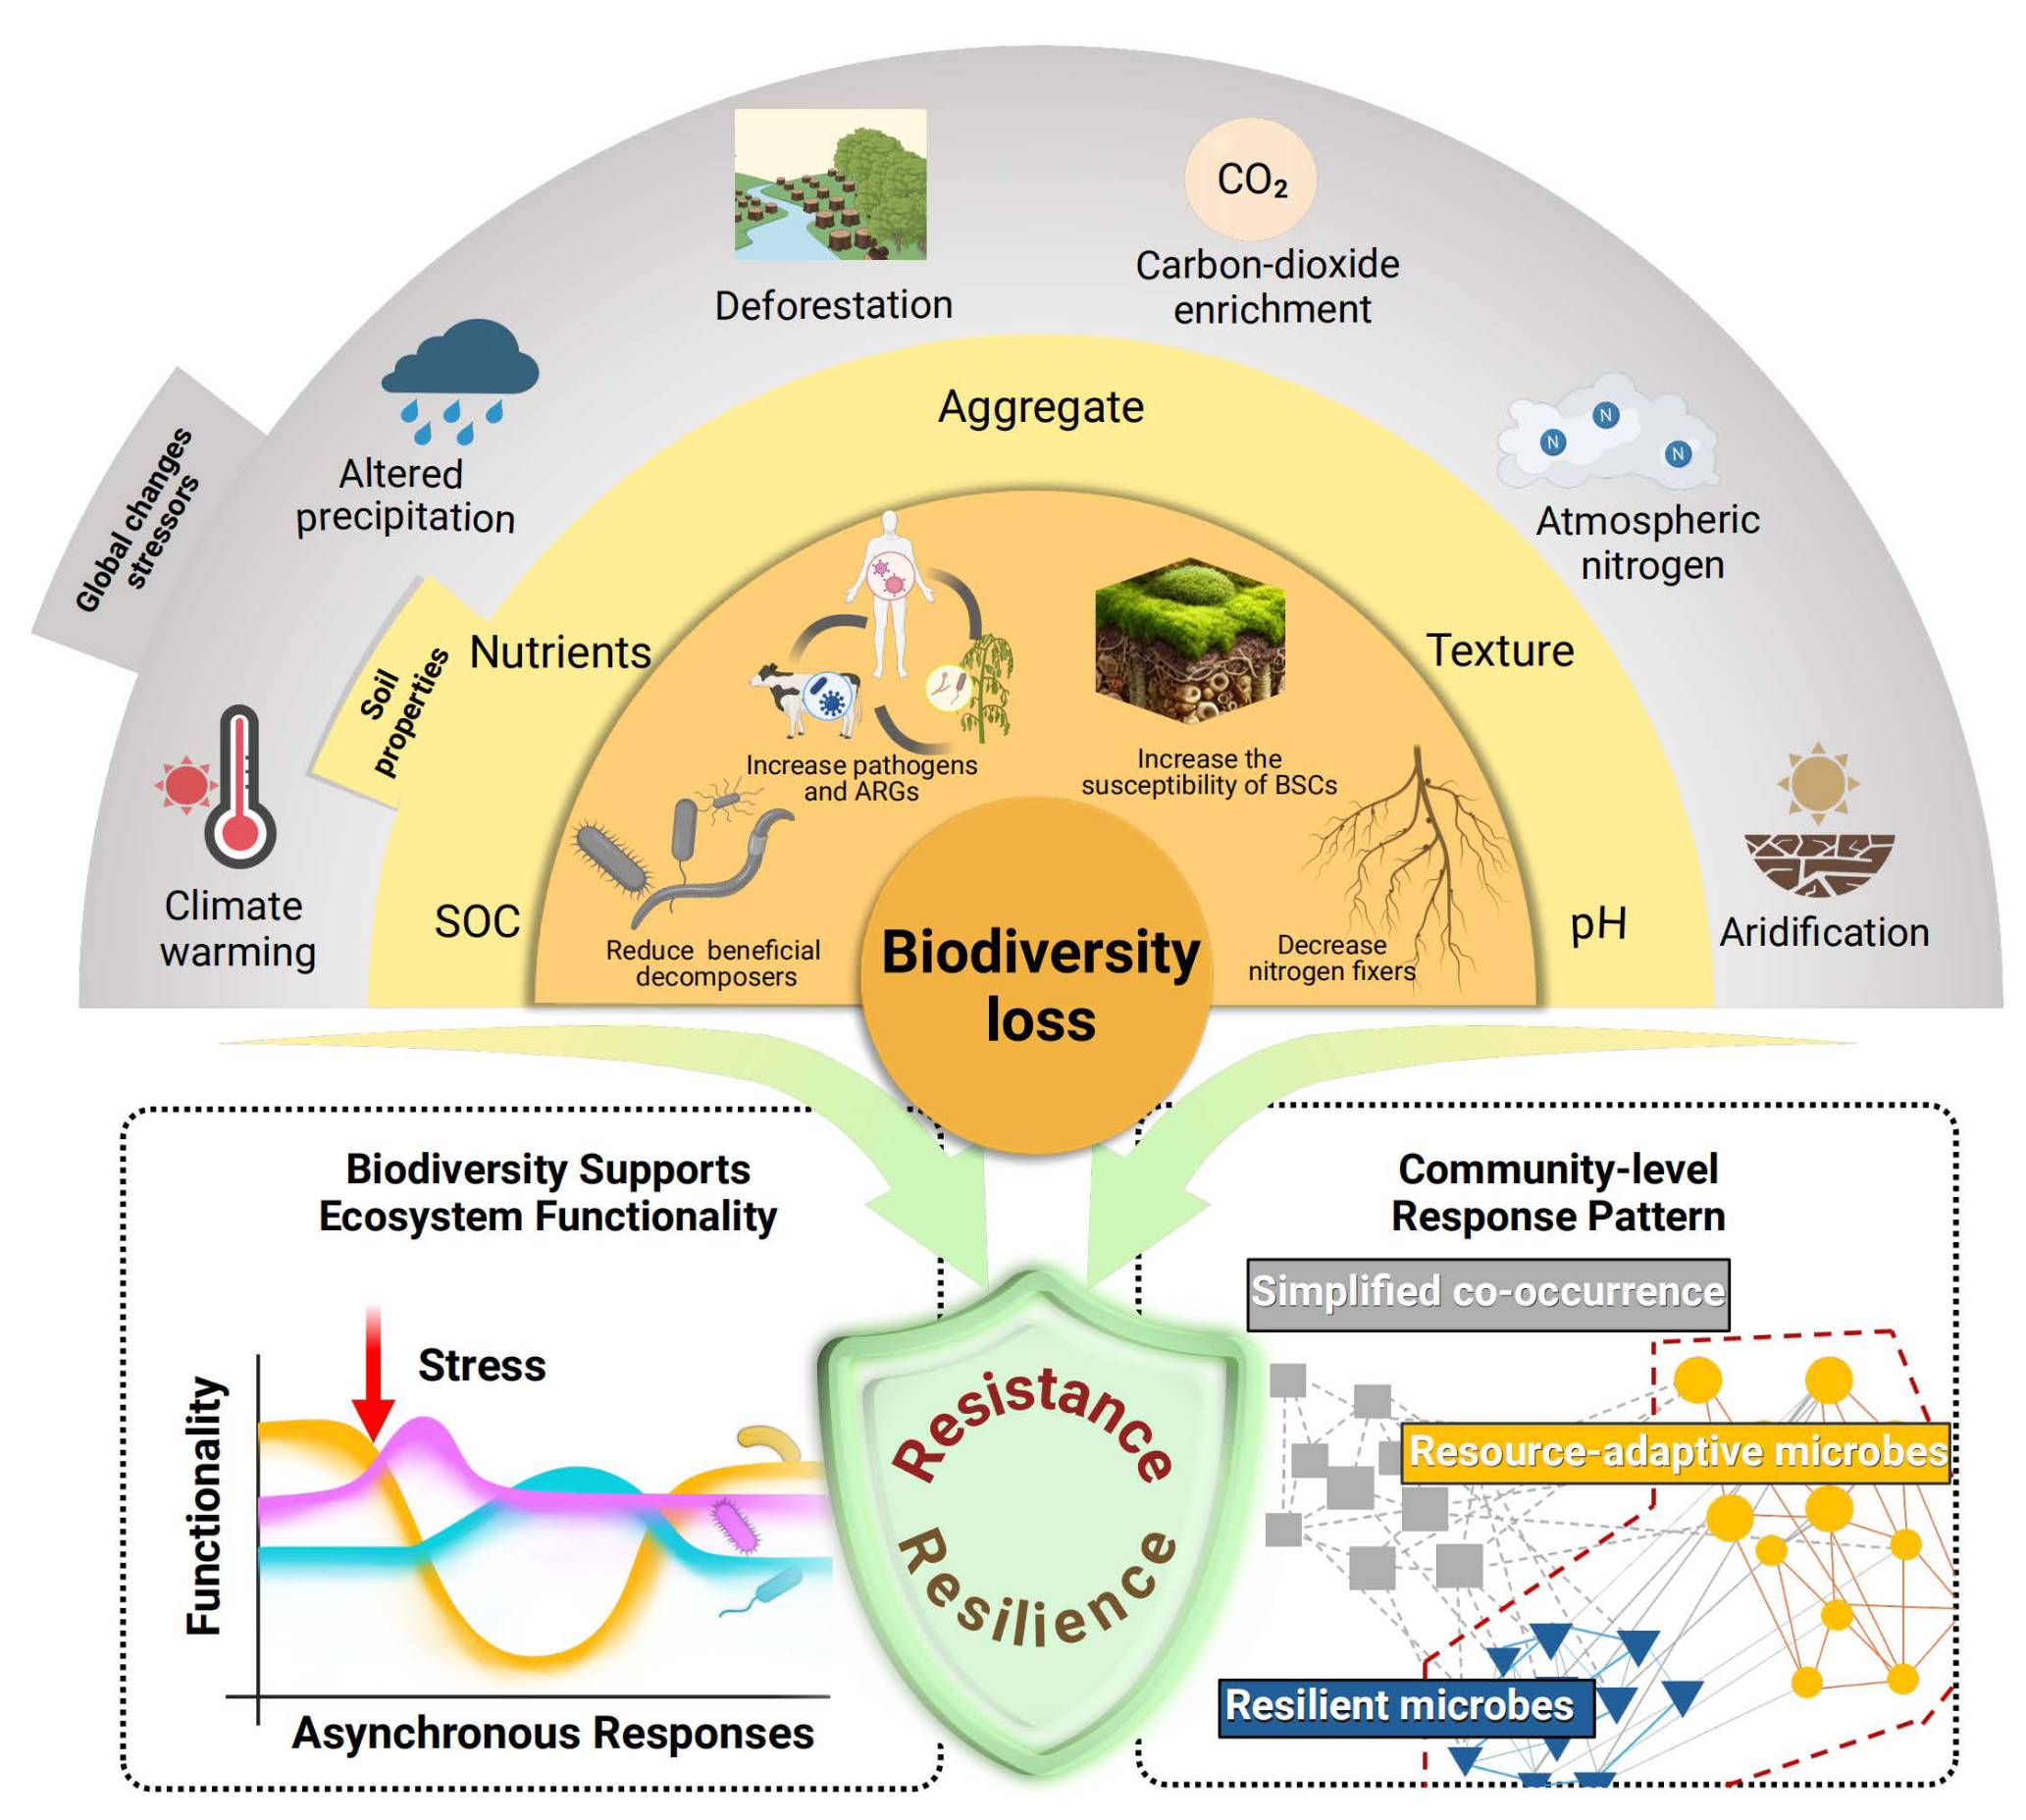 CO₂
Deforestation
Carbon-dioxide
enrichment
Altered
precipitation
Aggregate
N
N
N
Atmospheric
nitrogen
Global changes
stressors
Soil
properties
Nutrients
Texture
Increase pathogens
and ARGs
Increase the
susceptibility of BSCs
Climate
warming
SOC
Reduce beneficial
decomposers
Biodiversity
loss
Decrease
nitrogen fixers
pH
Aridification
Biodiversity Supports
Ecosystem Functionality
Stress
Functionality
Asynchronous Responses
Resistance
Resilience
Community-level
Response Pattern
Simplified co-occurrence
Resource-adaptive microbes
Resilient microbes